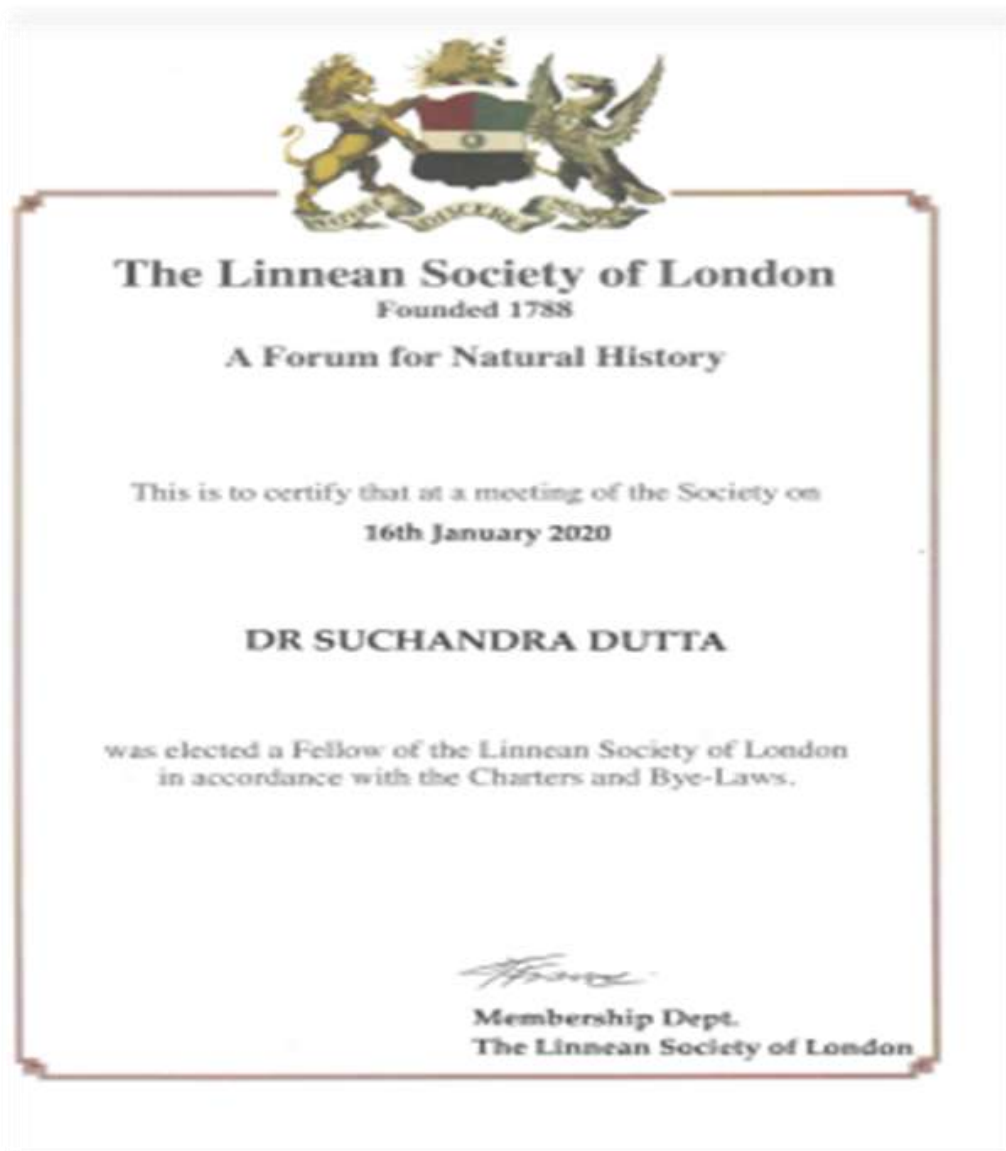 DISCERE
The Linnean Society of London
Founded 1788
A Forum for Natural History
This is to certify that at a meeting of the Society on
16th January 2020
DR SUCHANDRA DUTTA
was elected a Fellow of the Linnean Society of London
in accordance with the Charters and Bye-Laws.
Membership Dept.
The Linnean Society of London